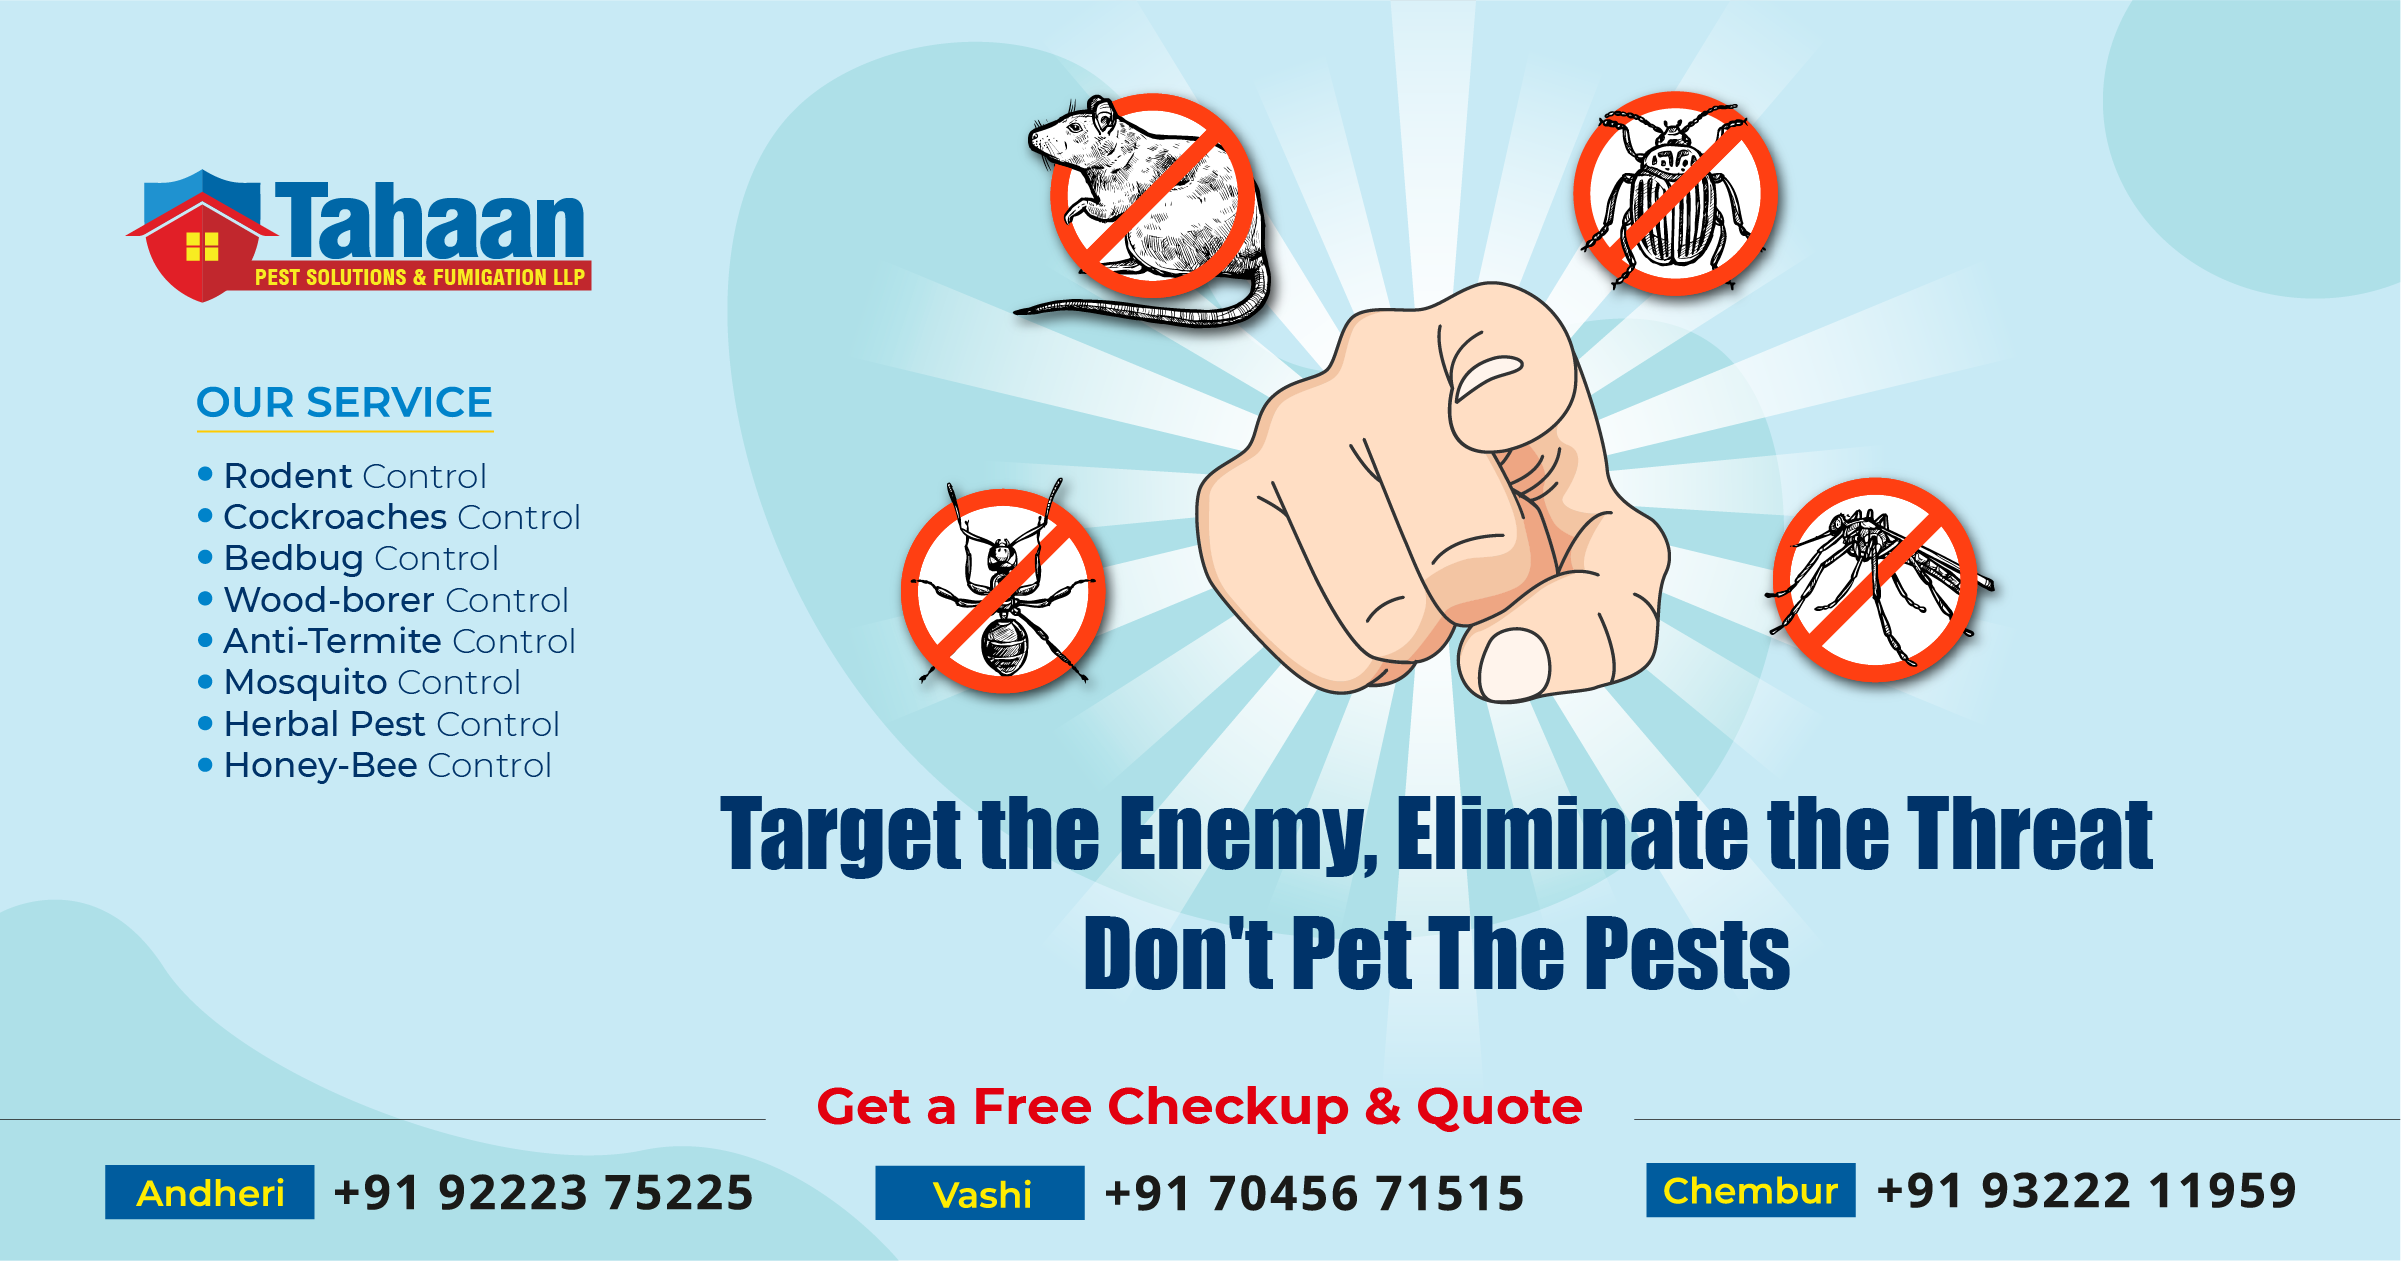 Tahaan
PEST SOLUTIONS & FUMIGATION LLP
OUR SERVICE
• Rodent Control
• Cockroaches Control
• Bedbug Control
• Wood-borer Control
• Anti-Termite Control
• Mosquito Control
• Herbal Pest Control
• Honey-Bee Control
Target the Enemy, Eliminate the Threat
Don't Pet The Pests
Get a Free Checkup & Quote
Andheri +91 92223 75225
Vashi +91 70456 71515
Chembur +91 93222 11959